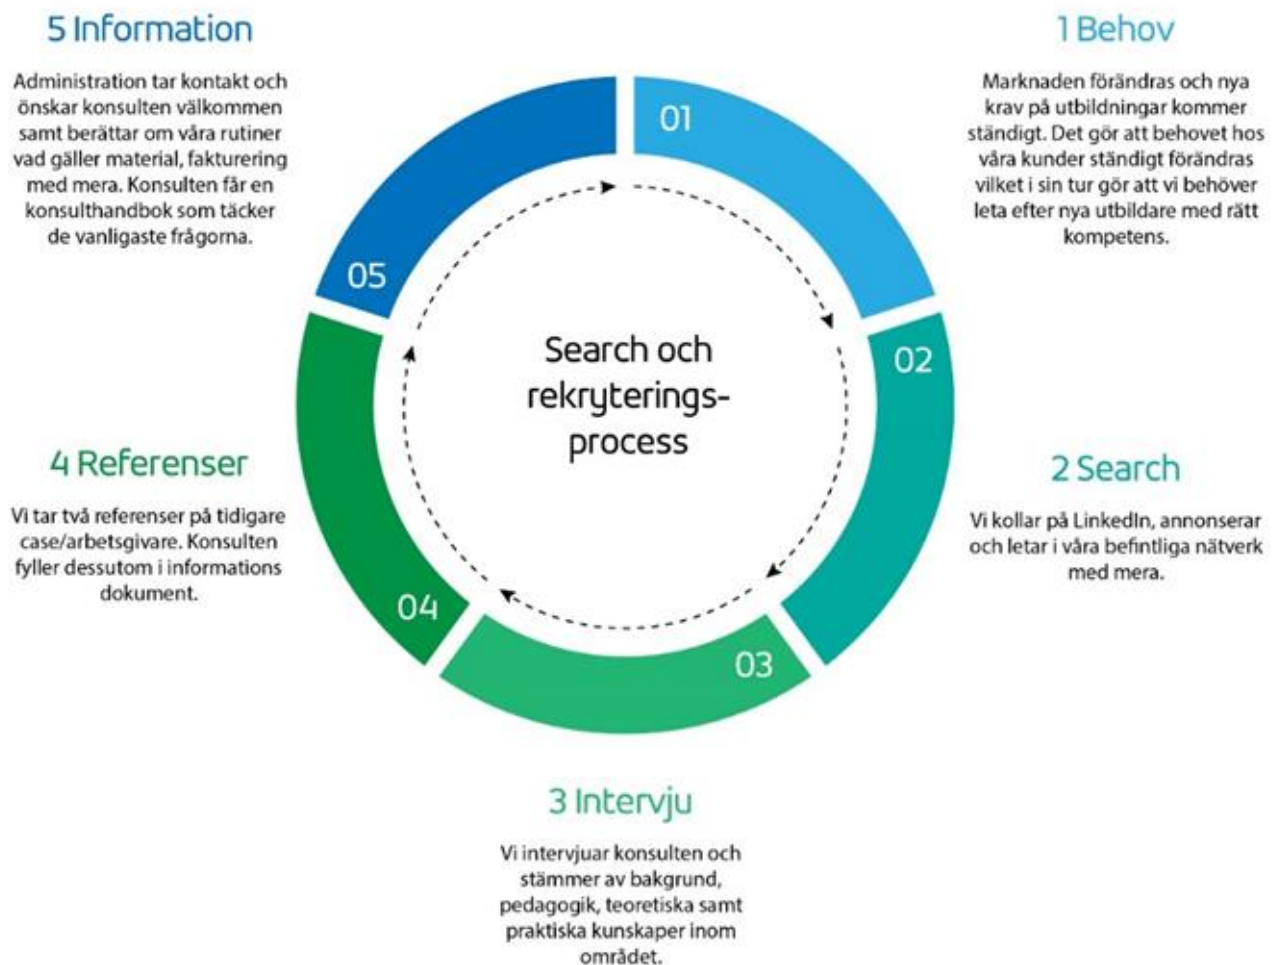 1 Behov
Marknaden förändras och nya
krav på utbildningar kommer
ständigt. Det gör att behovet hos
våra kunder ständigt förändras
vilket i sin tur gör att vi behöver
leta efter nya utbildare med rätt
kompetens.
2 Search
Vi kollar på LinkedIn, annonserar
och letar i våra befintliga nätverk
med mera.
3 Intervju
Vi intervjuar konsulten och
stämmer av bakgrund,
pedagogik, teoretiska samt
praktiska kunskaper inom
området.
4 Referenser
Vi tar två referenser på tidigare
case/arbetsgivare. Konsulten
fyller dessutom i informations
dokument.
5 Information
Administration tar kontakt och
önskar konsulten välkommen
samt berättar om våra rutiner
vad gäller material, fakturering
med mera. Konsulten får en
konsulthandbok som täcker
de vanligaste frågorna.
01
02
03
04
05
Search och
rekryterings-
process